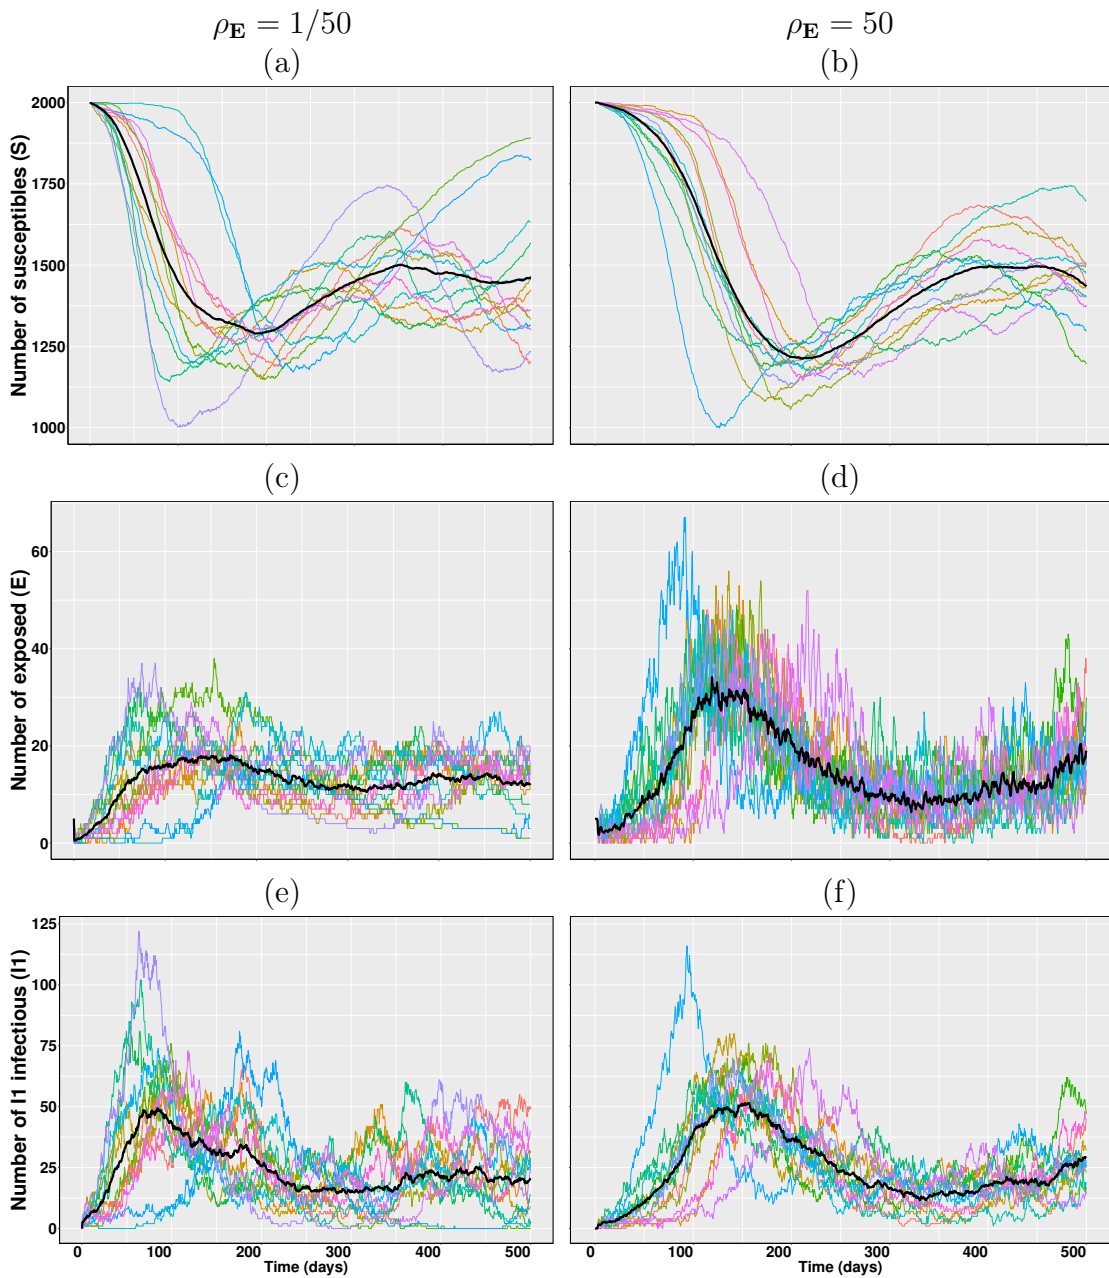 ρ_E = 1/50
ρ_E = 50
(a)
(b)
Number of susceptibles (S)
2000
1750
1500
1250
1000
(c)
(d)
Number of exposed (E)
60
40
20
0
(e)
(f)
Number of I1 infectious (I1)
125
100
75
50
25
0
0 100 200 300 400 500
Time (days)
0 100 200 300 400 500
Time (days)